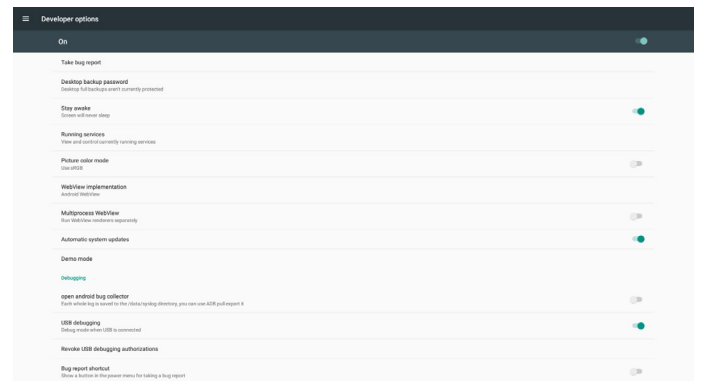 Developer options
On
Take bug report
Desktop backup password
Desktop full backups aren't currently protected
Stay awake
Screen will never sleep
Running services
View and control currently running services
Picture color mode
Use sRGB
WebView implementation
Android WebView
Multiprocess WebView
Run WebView renderers separately
Automatic system updates
Demo mode
Debugging
open android bug collector
Each whole log is saved to the /data/syslog directory, you can use ADB pull export it
USB debugging
Debug mode when USB is connected
Revoke USB debugging authorizations
Bug report shortcut
Show a button in the power menu for taking a bug report